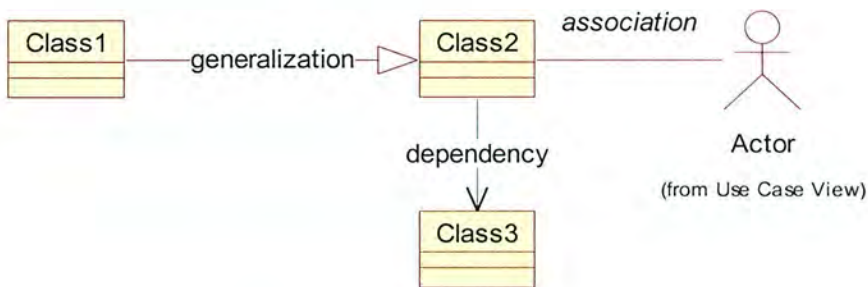 association
Class1
generalization
Class2
dependency
Actor
(from Use Case View)
Class3